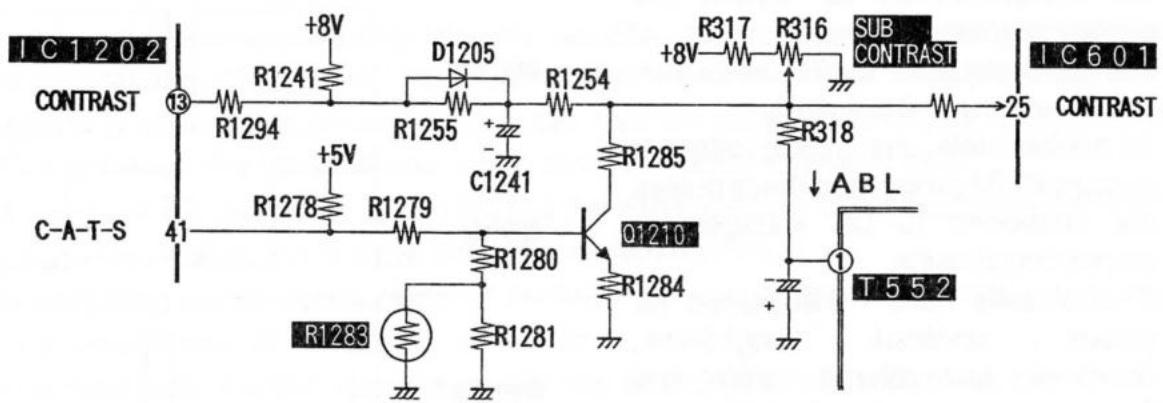 +8V
R317
R316
SUB
CONTRAST
IC1202
D1205
+8V
IC601
R1241
R1254
CONTRAST
13
25
CONTRAST
R1294
R1255
+
-
C1241
R1285
R318
+5V
↓ABL
R1278
R1279
C-A-T-S
41
Q1210
R1280
1
R1284
+
T552
R1283
R1281